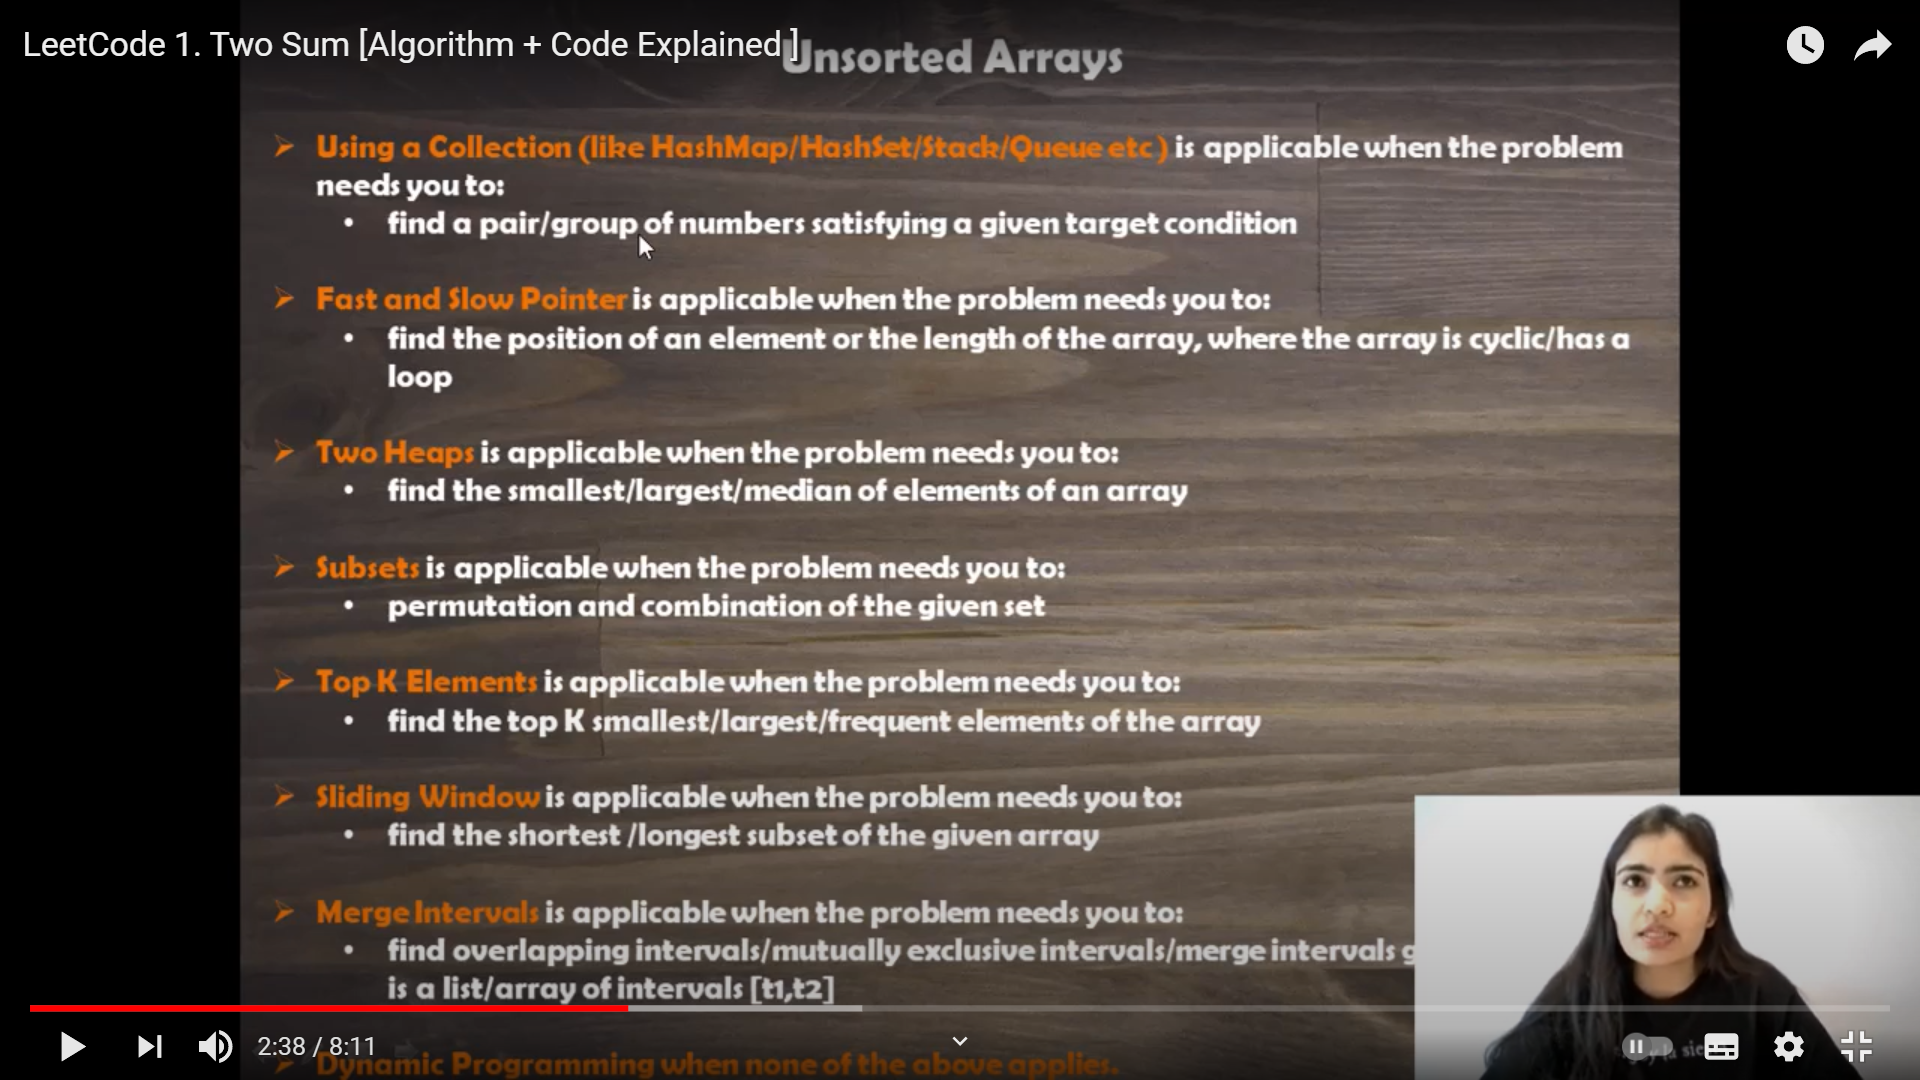 LeetCode 1. Two Sum [Algorithm + Code Explained ]
Unsorted Arrays
➢ Using a Collection (like HashMap/HashSet/Stack/Queue etc ) is applicable when the problem
needs you to:
• find a pair/group of numbers satisfying a given target condition
➢ Fast and Slow Pointer is applicable when the problem needs you to:
• find the position of an element or the length of the array, where the array is cyclic/has a
loop
➢ Two Heaps is applicable when the problem needs you to:
• find the smallest/largest/median of elements of an array
➢ Subsets is applicable when the problem needs you to:
• permutation and combination of the given set
➢ Top K Elements is applicable when the problem needs you to:
• find the top K smallest/largest/frequent elements of the array
➢ Sliding Window is applicable when the problem needs you to:
• find the shortest /longest subset of the given array
➢ Merge Intervals is applicable when the problem needs you to:
• find overlapping intervals/mutually exclusive intervals/merge intervals
is a list/array of intervals [t1,t2]
➢ Dynamic Programming when none of the above applies.
2:38 / 8:11